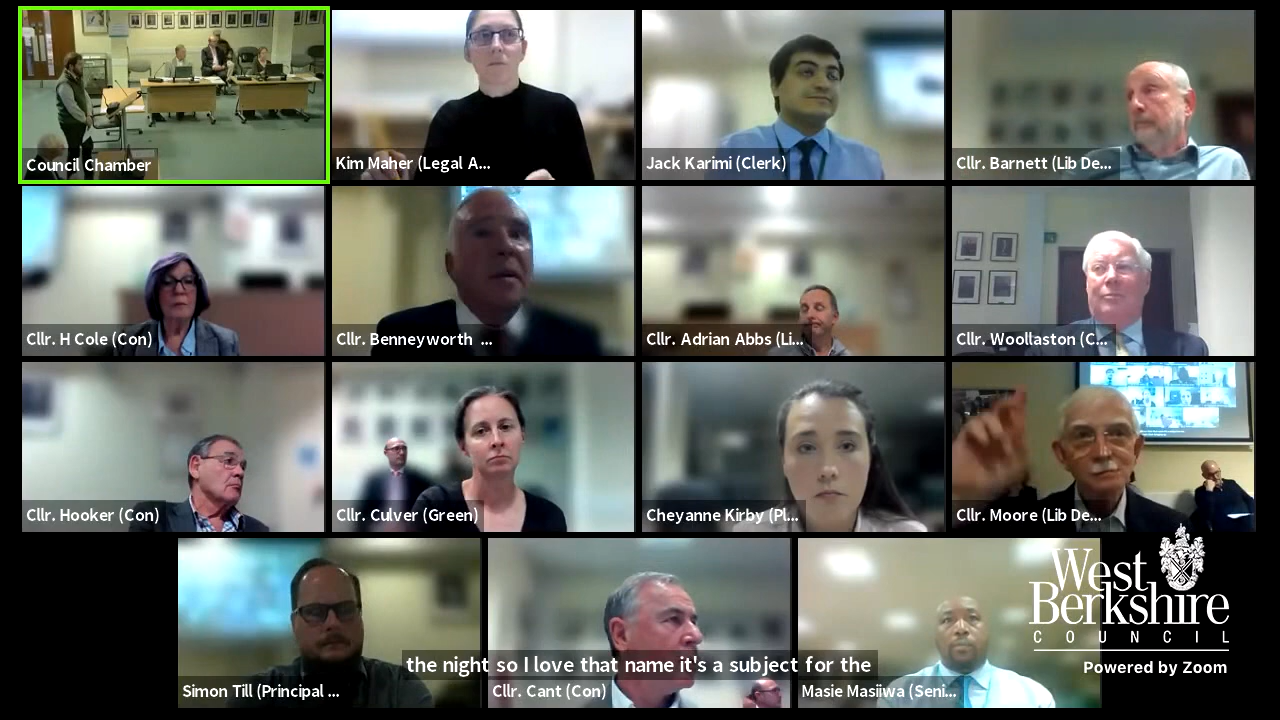 Council Chamber
Kim Maher (Legal A...
Jack Karimi (Clerk)
Cllr. Barnett (Lib De...
Cllr. H Cole (Con)
Cllr. Benneyworth ...
Cllr. Adrian Abbs (Li...
Cllr. Woollaston (C...
Cllr. Hooker (Con)
Cllr. Culver (Green)
Cheyanne Kirby (Pl...
Cllr. Moore (Lib De...
West
Berkshire
COUNCIL
the night so I love that name it's a subject for the
Powered by Zoom
Simon Till (Principal ...
Cllr. Cant (Con)
Masie Masiiwa (Seni...